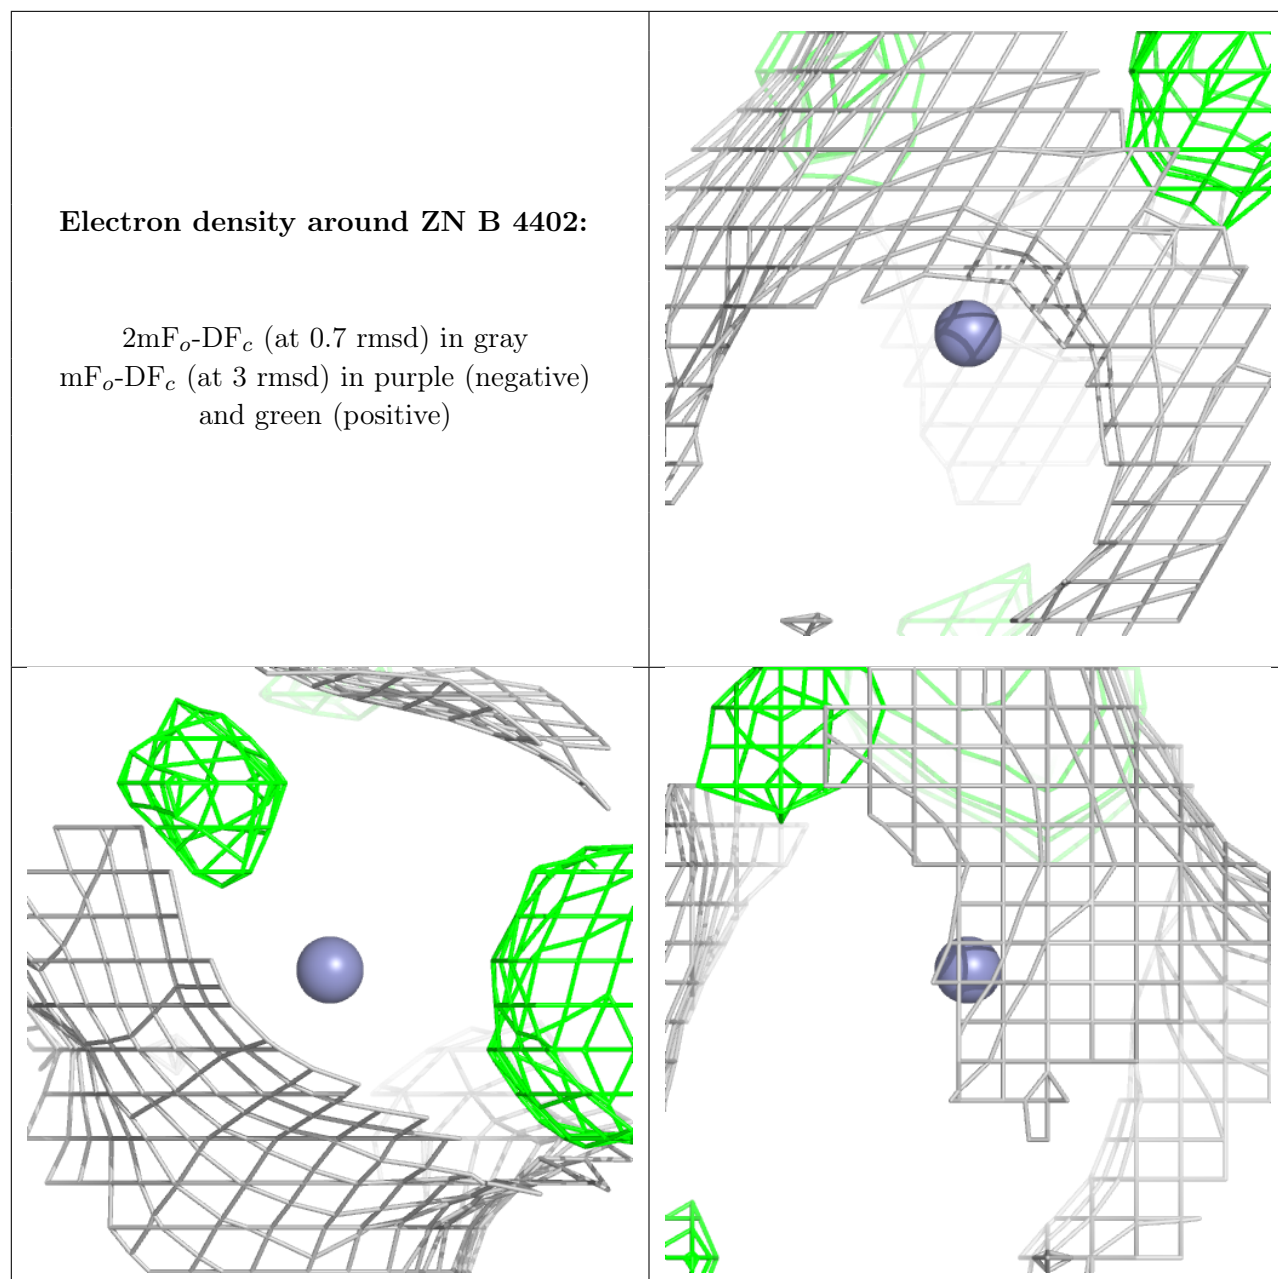 Electron density around ZN B 4402:
2mFo-DFc (at 0.7 rmsd) in gray
mFo-DFc (at 3 rmsd) in purple (negative)
and green (positive)